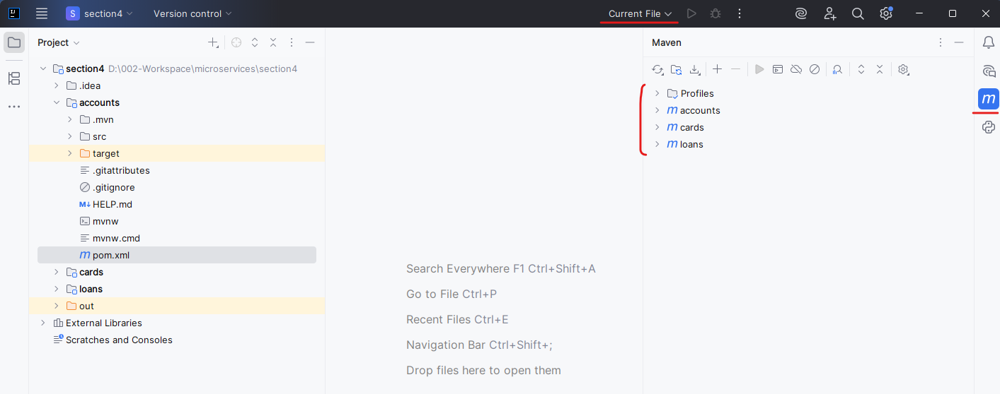 S section4 Version control Current File
Project
Maven
section4 D:\002-Workspace\microservices\section4
.idea
accounts
.mvn
src
target
.gitattributes
.gitignore
M↓ HELP.md
mvnw
mvnw.cmd
m pom.xml
cards
loans
out
External Libraries
Scratches and Consoles
Search Everywhere F1 Ctrl+Shift+A
Go to File Ctrl+P
Recent Files Ctrl+E
Navigation Bar Ctrl+Shift+;
Drop files here to open them
Profiles
m accounts
m cards
m loans
m